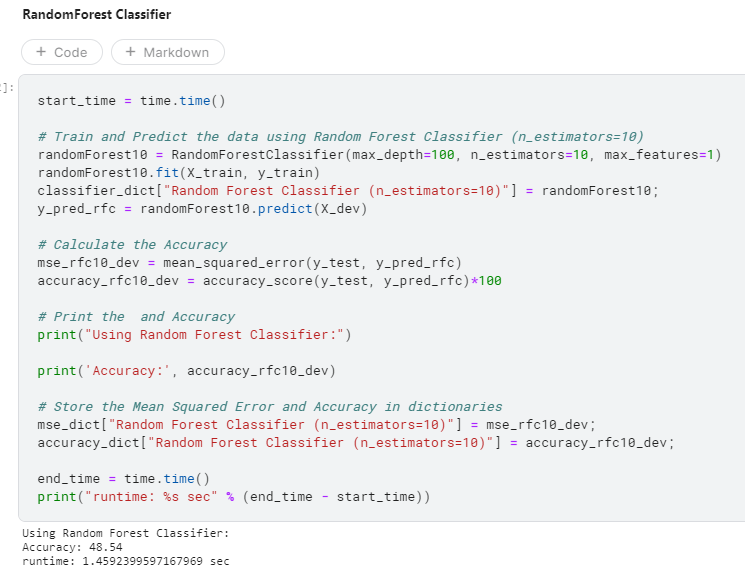 RandomForest Classifier
+ Code + Markdown
]:
start_time = time.time()
# Train and Predict the data using Random Forest Classifier (n_estimators=10)
randomForest10 = RandomForestClassifier(max_depth=100, n_estimators=10, max_features=1)
randomForest10.fit(X_train, y_train)
classifier_dict["Random Forest Classifier (n_estimators=10)"] = randomForest10;
y_pred_rfc = randomForest10.predict(X_dev)
# Calculate the Accuracy
mse_rfc10_dev = mean_squared_error(y_test, y_pred_rfc)
accuracy_rfc10_dev = accuracy_score(y_test, y_pred_rfc)*100
# Print the  and Accuracy
print("Using Random Forest Classifier:")
print('Accuracy:', accuracy_rfc10_dev)
# Store the Mean Squared Error and Accuracy in dictionaries
mse_dict["Random Forest Classifier (n_estimators=10)"] = mse_rfc10_dev;
accuracy_dict["Random Forest Classifier (n_estimators=10)"] = accuracy_rfc10_dev;
end_time = time.time()
print("runtime: %s sec" % (end_time - start_time))
Using Random Forest Classifier:
Accuracy: 48.54
runtime: 1.4592399597167969 sec